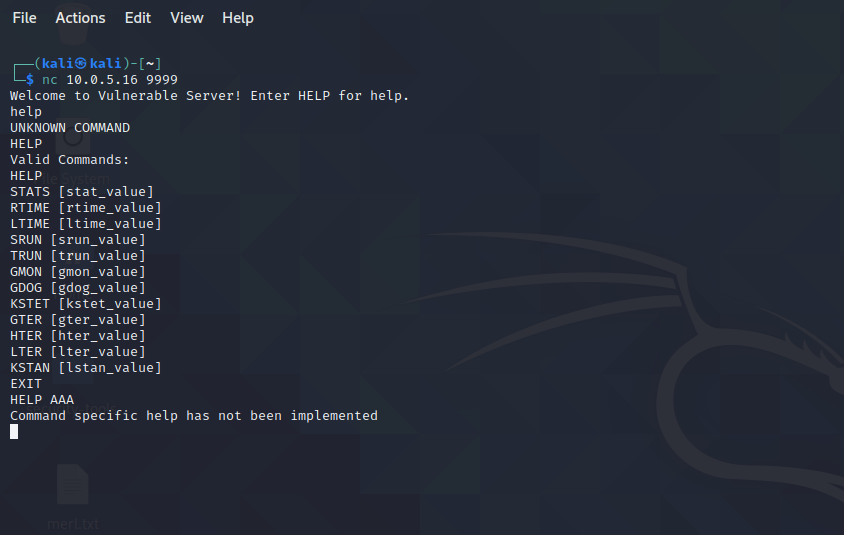 File Actions Edit View Help
┌──(kali㉿kali)-[~]
└─$ nc 10.0.5.16 9999
Welcome to Vulnerable Server! Enter HELP for help.
help
UNKNOWN COMMAND
HELP
Valid Commands:
HELP
STATS [stat_value]
RTIME [rtime_value]
LTIME [ltime_value]
SRUN [srun_value]
TRUN [trun_value]
GMON [gmon_value]
GDOG [gdog_value]
KSTET [kstet_value]
GTER [gter_value]
HTER [hter_value]
LTER [lter_value]
KSTAN [lstan_value]
EXIT
HELP AAA
Command specific help has not been implemented